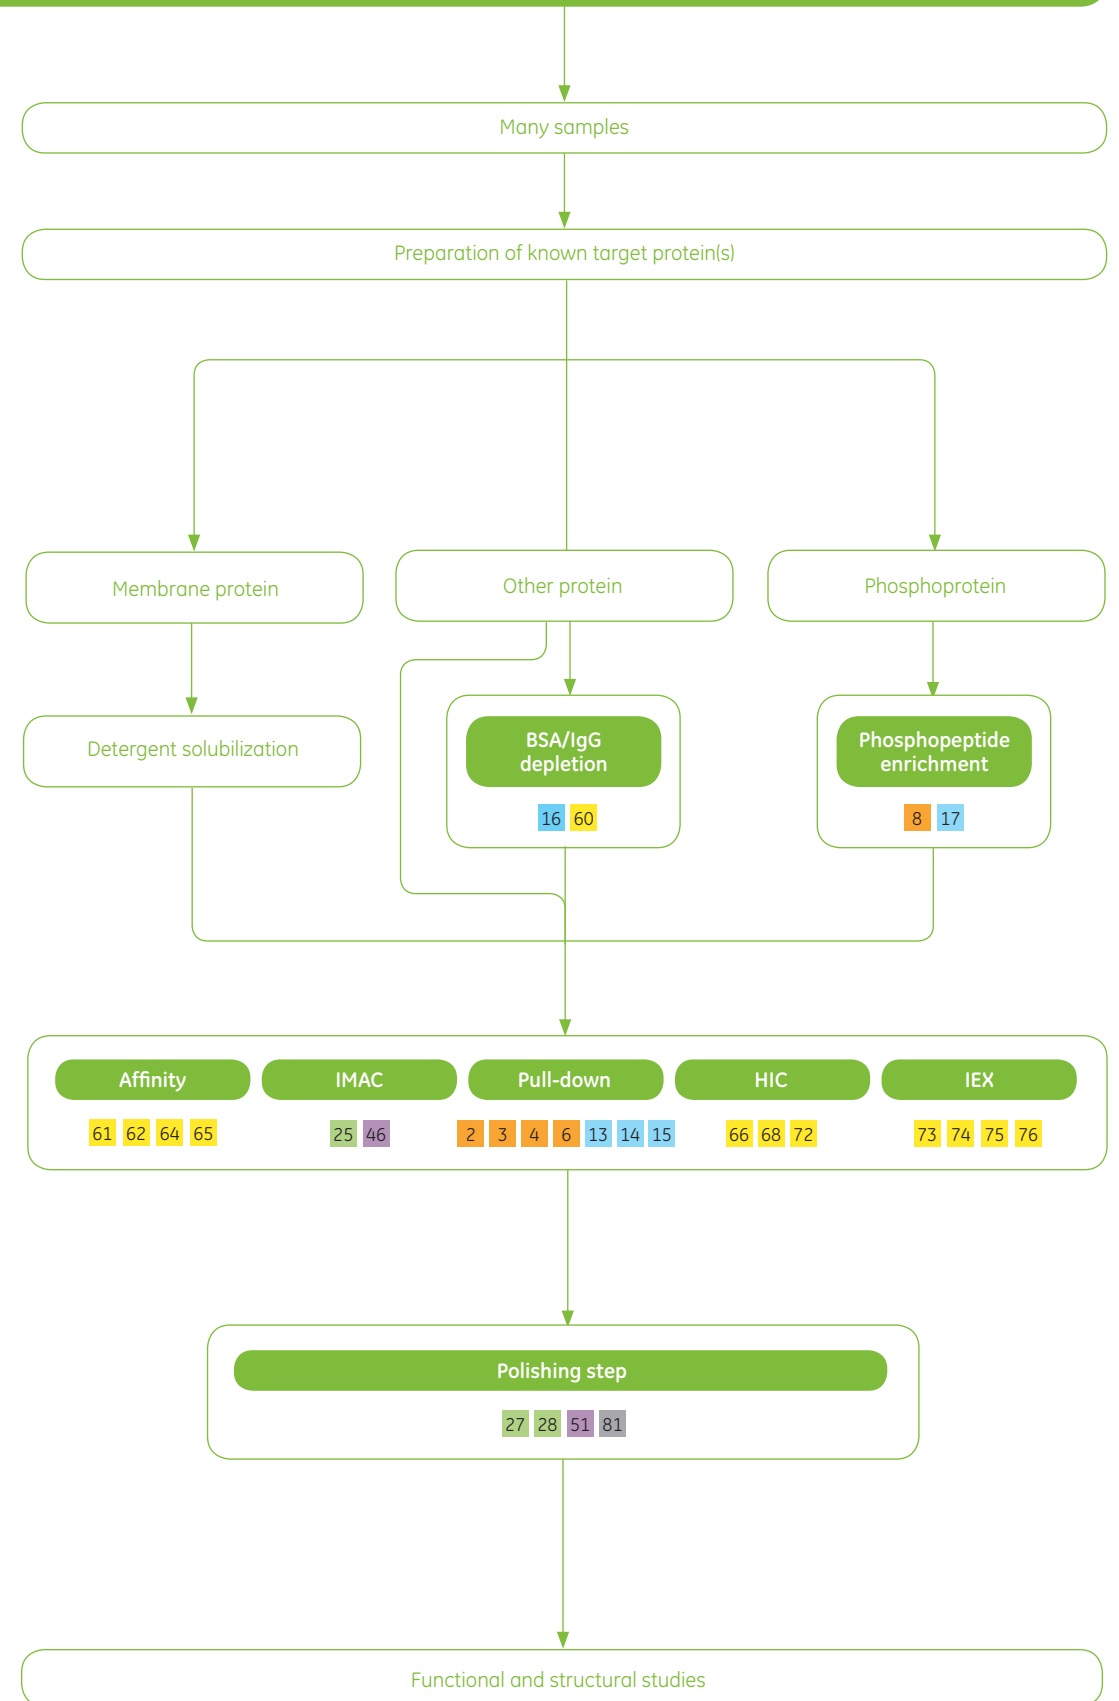 Many samples
Preparation of known target protein(s)
Membrane protein
Other protein
Phosphoprotein
Detergent solubilization
BSA/IgG
depletion
16 60
Phosphopeptide
enrichment
8 17
Affinity
61 62 64 65
IMAC
25 46
Pull-down
2 3 4 6 13 14 15
HIC
66 68 72
IEX
73 74 75 76
Polishing step
27 28 51 81
Functional and structural studies